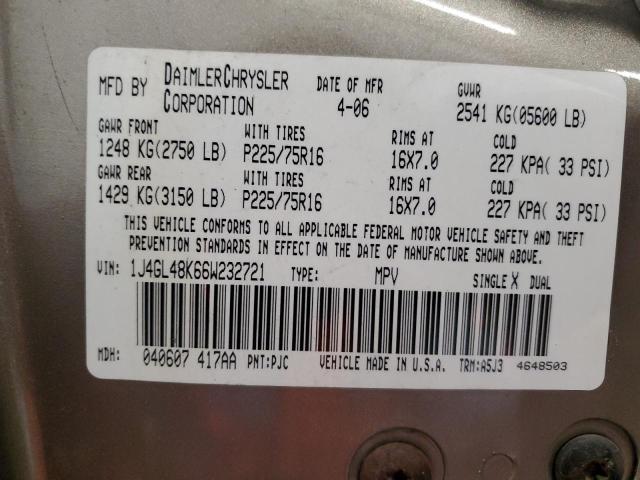 MFD BY DAIMLERCHRYSLER CORPORATION DATE OF MFR 4-06 GVWR 2541 KG(05600 LB)
GAWR FRONT WITH TIRES RIMS AT COLD
1248 KG(2750 LB) P225/75R16 16X7.0 227 KPA( 33 PSI)
GAWR REAR WITH TIRES RIMS AT COLD
1429 KG(3150 LB) P225/75R16 16X7.0 227 KPA( 33 PSI)
THIS VEHICLE CONFORMS TO ALL APPLICABLE FEDERAL MOTOR VEHICLE SAFETY AND THEFT
PREVENTION STANDARDS IN EFFECT ON THE DATE OF MANUFACTURE SHOWN ABOVE.
VIN: 1J4GL48K66W232721 TYPE: MPV SINGLE X DUAL
MDH: 040607 417AA PNT:PJC VEHICLE MADE IN U.S.A. TRM:A5J3 4648503